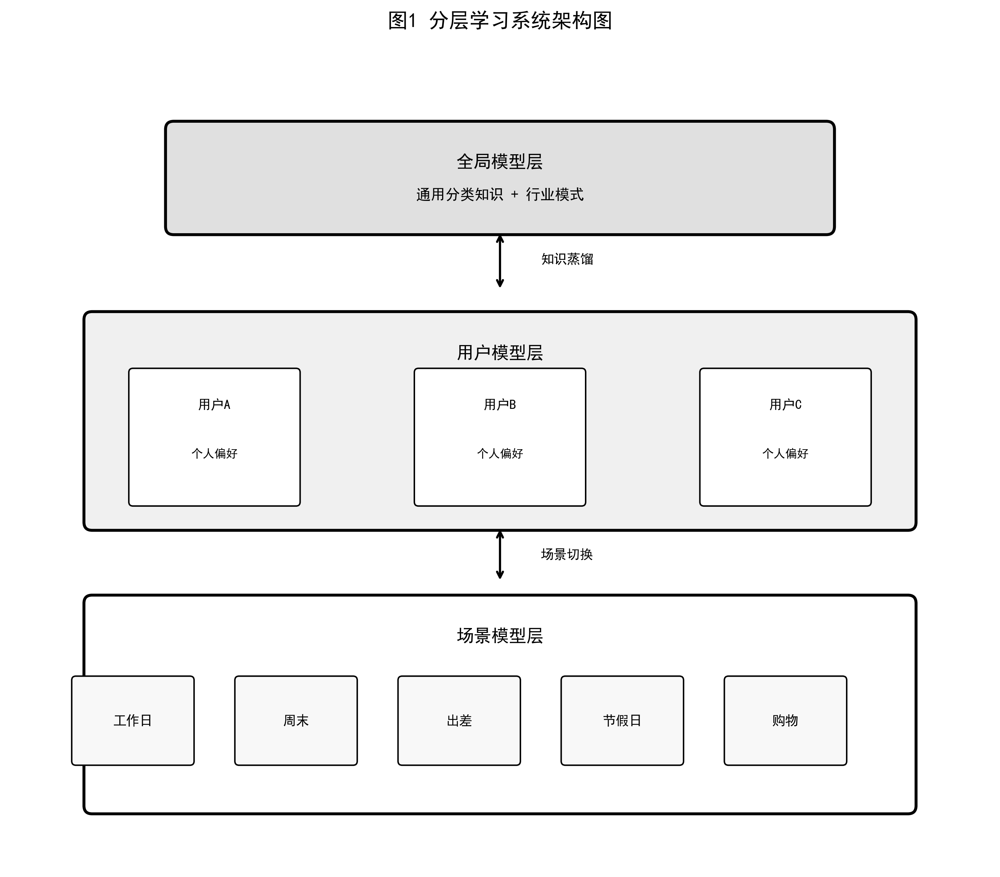 图1 分层学习系统架构图
全局模型层
通用分类知识 + 行业模式
知识蒸馏
用户模型层
用户A
个人偏好
用户B
个人偏好
用户C
个人偏好
场景切换
场景模型层
工作日
周末
出差
节假日
购物